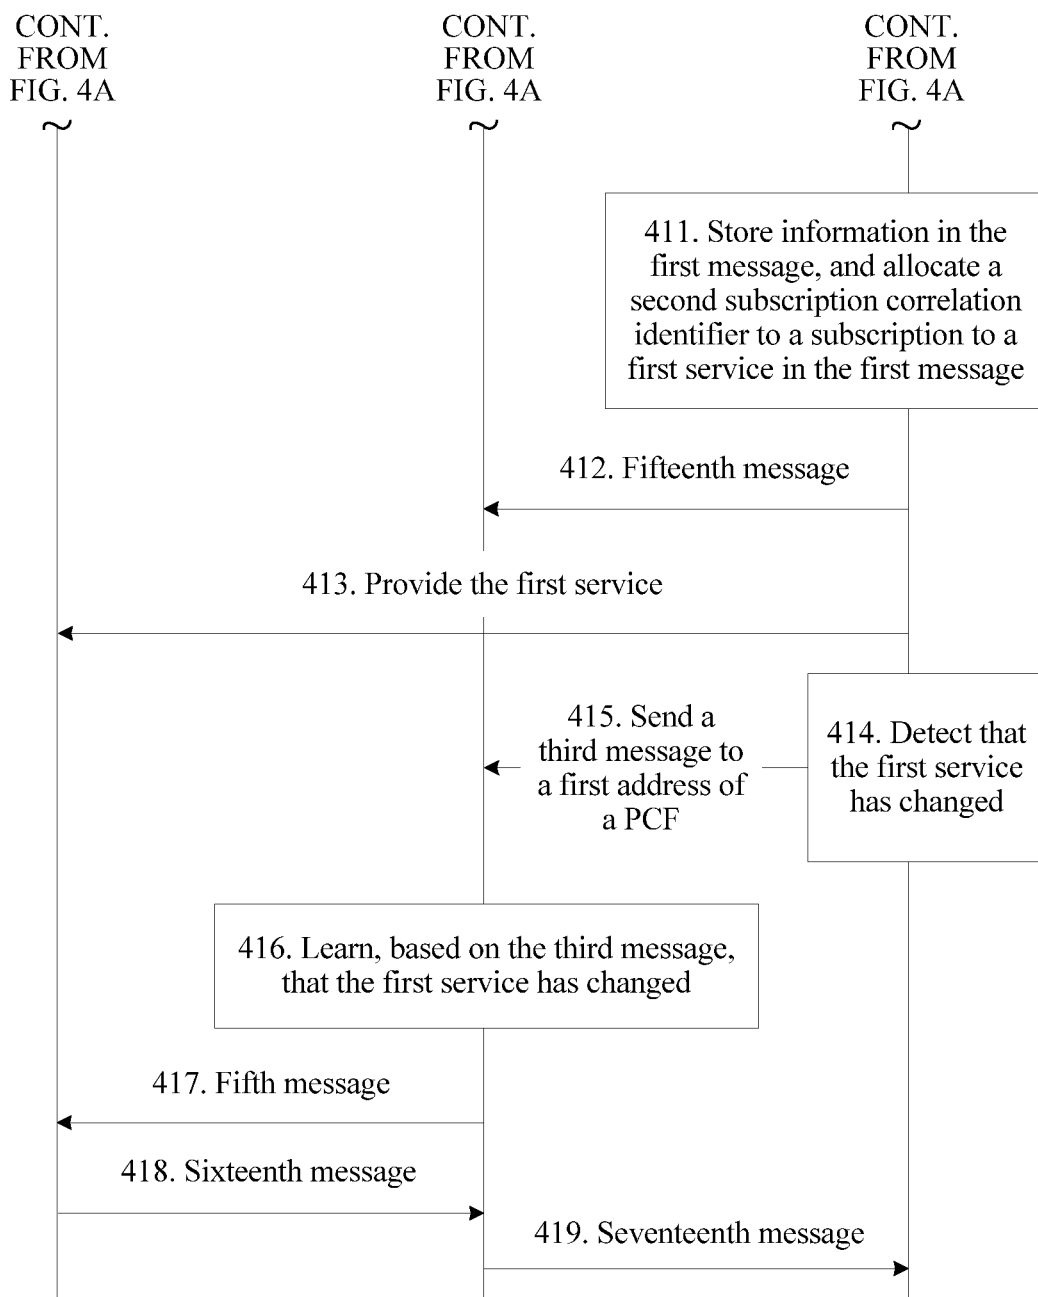 CONT.
FROM
FIG. 4A
CONT.
FROM
FIG. 4A
CONT.
FROM
FIG. 4A
411. Store information in the
first message, and allocate a
second subscription correlation
identifier to a subscription to a
first service in the first message
412. Fifteenth message
413. Provide the first service
414. Detect that
the first service
has changed
415. Send a
third message to
a first address of
a PCF
416. Learn, based on the third message,
that the first service has changed
417. Fifth message
418. Sixteenth message
419. Seventeenth message